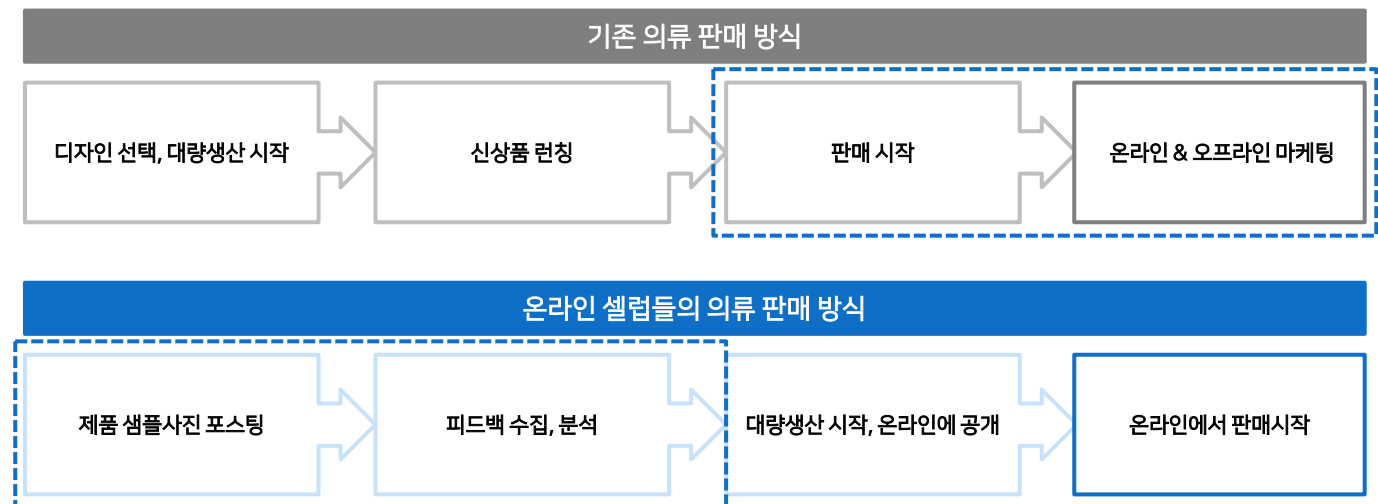 기존 의류 판매 방식
디자인 선택, 대량생산 시작
신상품 런칭
판매 시작
온라인 & 오프라인 마케팅
온라인 셀럽들의 의류 판매 방식
제품 샘플사진 포스팅
피드백 수집, 분석
대량생산 시작, 온라인에 공개
온라인에서 판매시작